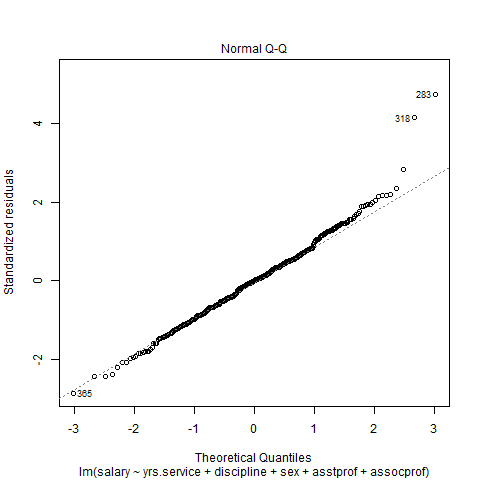 Normal Q-Q
283
318
4
2
0
-2
Standardized residuals
365
-3 -2 -1 0 1 2 3
Theoretical Quantiles
lm(salary ~ yrs.service + discipline + sex + asstprof + assocprof)